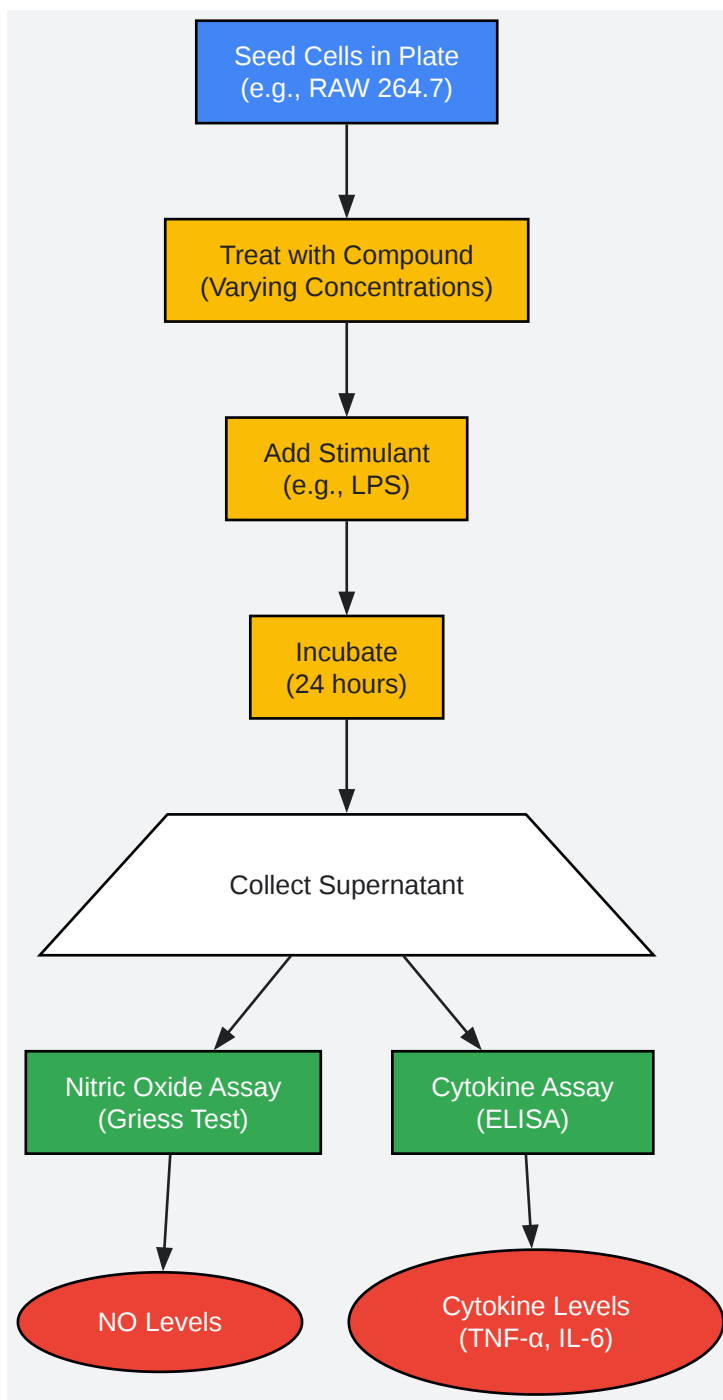 Seed Cells in Plate
(e.g., RAW 264.7)
Treat with Compound
(Varying Concentrations)
Add Stimulant
(e.g., LPS)
Incubate
(24 hours)
Collect Supernatant
Nitric Oxide Assay
(Griess Test)
Cytokine Assay
(ELISA)
NO Levels
Cytokine Levels
(TNF-α, IL-6)